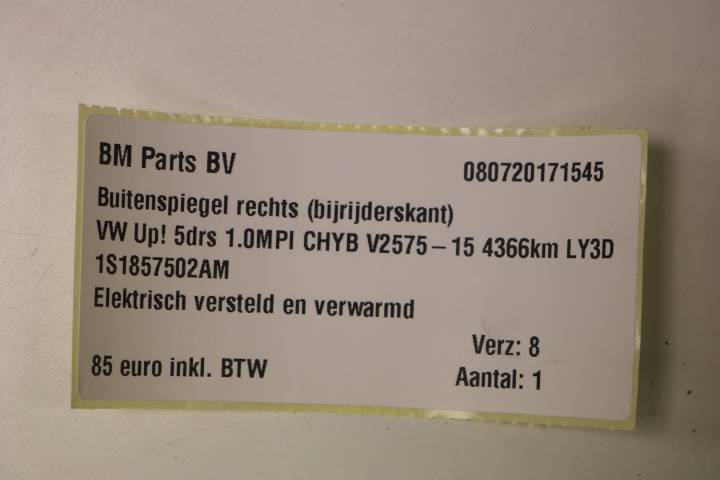 BM Parts BV 080720171545
Buitenspiegel rechts (bijrijderskant)
VW Up! 5drs 1.0MPI CHYB V2575-15 4366km LY3D
1S1857502AM
Elektrisch versteld en verwarmd
Verz: 8
85 euro inkl. BTW Aantal: 1